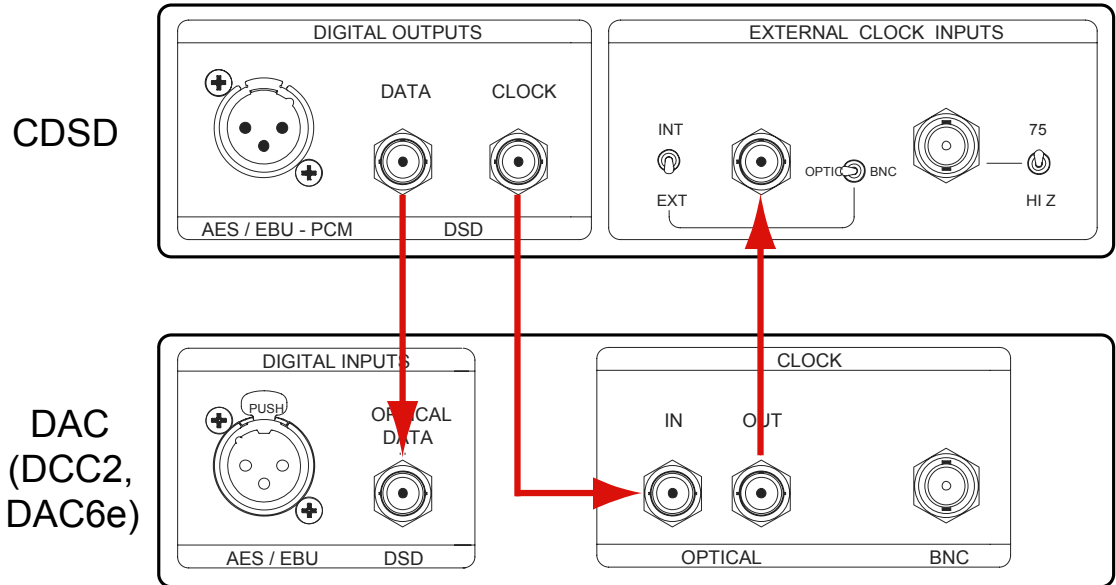 CDSD
DIGITAL OUTPUTS
DATA
CLOCK
AES / EBU - PCM
DSD
EXTERNAL CLOCK INPUTS
INT
EXT
OPTIC
BNC
75
HI Z
DAC
(DCC2,
DAC6e)
DIGITAL INPUTS
PUSH
OPTICAL
DATA
AES / EBU
DSD
CLOCK
IN
OUT
OPTICAL
BNC